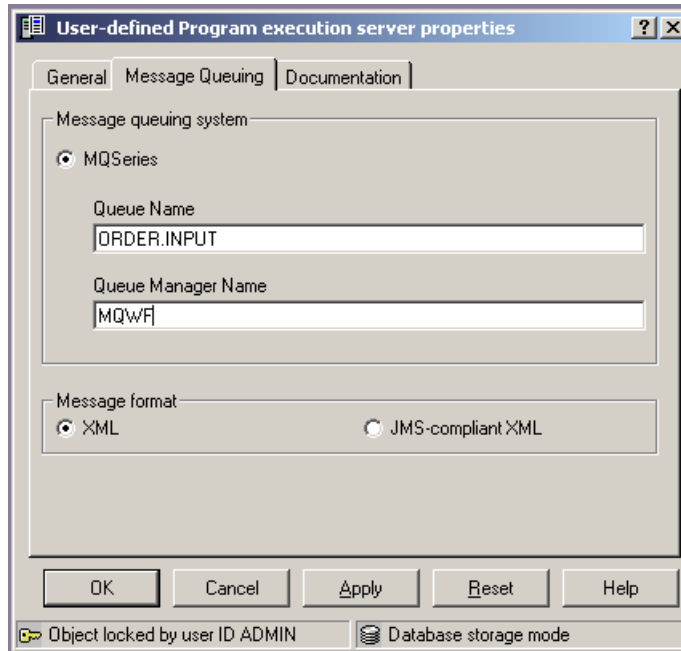 User-defined Program execution server properties
General Message Queuing Documentation
Message queuing system
MQSeries
Queue Name
ORDER.INPUT
Queue Manager Name
MQWF
Message format
XML JMS-compliant XML
OK Cancel Apply Reset Help
Object locked by user ID ADMIN Database storage mode